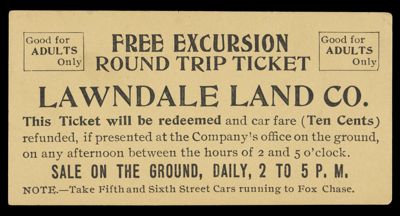 Good for
ADULTS
Only
FREE EXCURSION
ROUND TRIP TICKET
Good for
ADULTS
Only
LAWNDALE LAND CO.
This Ticket will be redeemed and car fare (Ten Cents)
refunded, if presented at the Company's office on the ground,
on any afternoon between the hours of 2 and 5 o'clock.
SALE ON THE GROUND, DAILY, 2 TO 5 P. M.
NOTE.—Take Fifth and Sixth Street Cars running to Fox Chase.